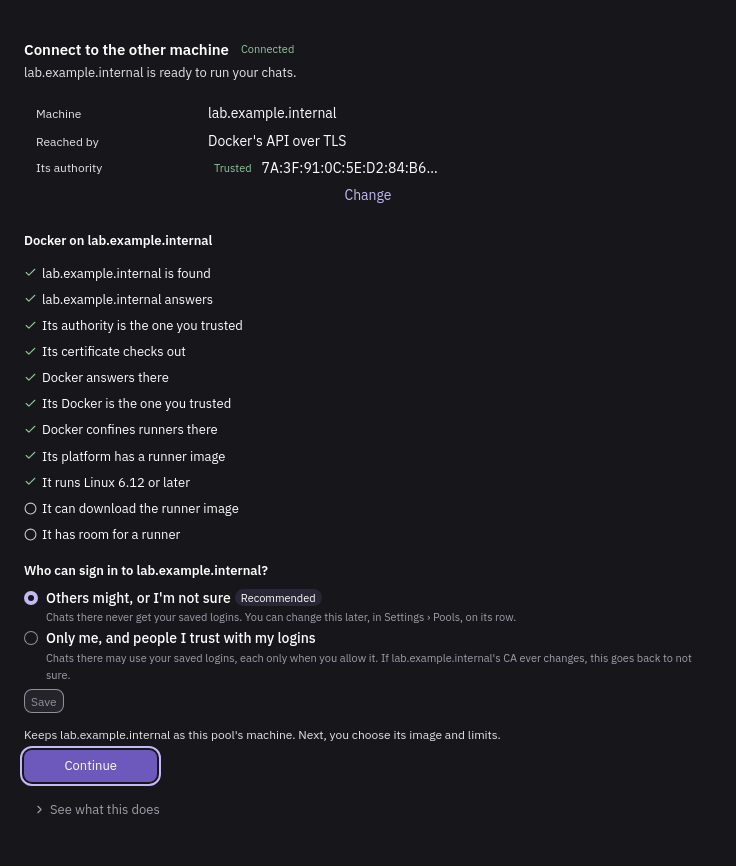 Connect to the other machine Connected
lab.example.internal is ready to run your chats.
Machine lab.example.internal
Reached by Docker's API over TLS
Its authority Trusted 7A:3F:91:0C:5E:D2:84:B6...
Change
Docker on lab.example.internal
lab.example.internal is found
lab.example.internal answers
Its authority is the one you trusted
Its certificate checks out
Docker answers there
Its Docker is the one you trusted
Docker confines runners there
Its platform has a runner image
It runs Linux 6.12 or later
It can download the runner image
It has room for a runner
Who can sign in to lab.example.internal?
Others might, or I'm not sure Recommended
Chats there never get your saved logins. You can change this later, in Settings › Pools, on its row.
Only me, and people I trust with my logins
Chats there may use your saved logins, each only when you allow it. If lab.example.internal's CA ever changes, this goes back to not
sure.
Save
Keeps lab.example.internal as this pool's machine. Next, you choose its image and limits.
Continue
See what this does